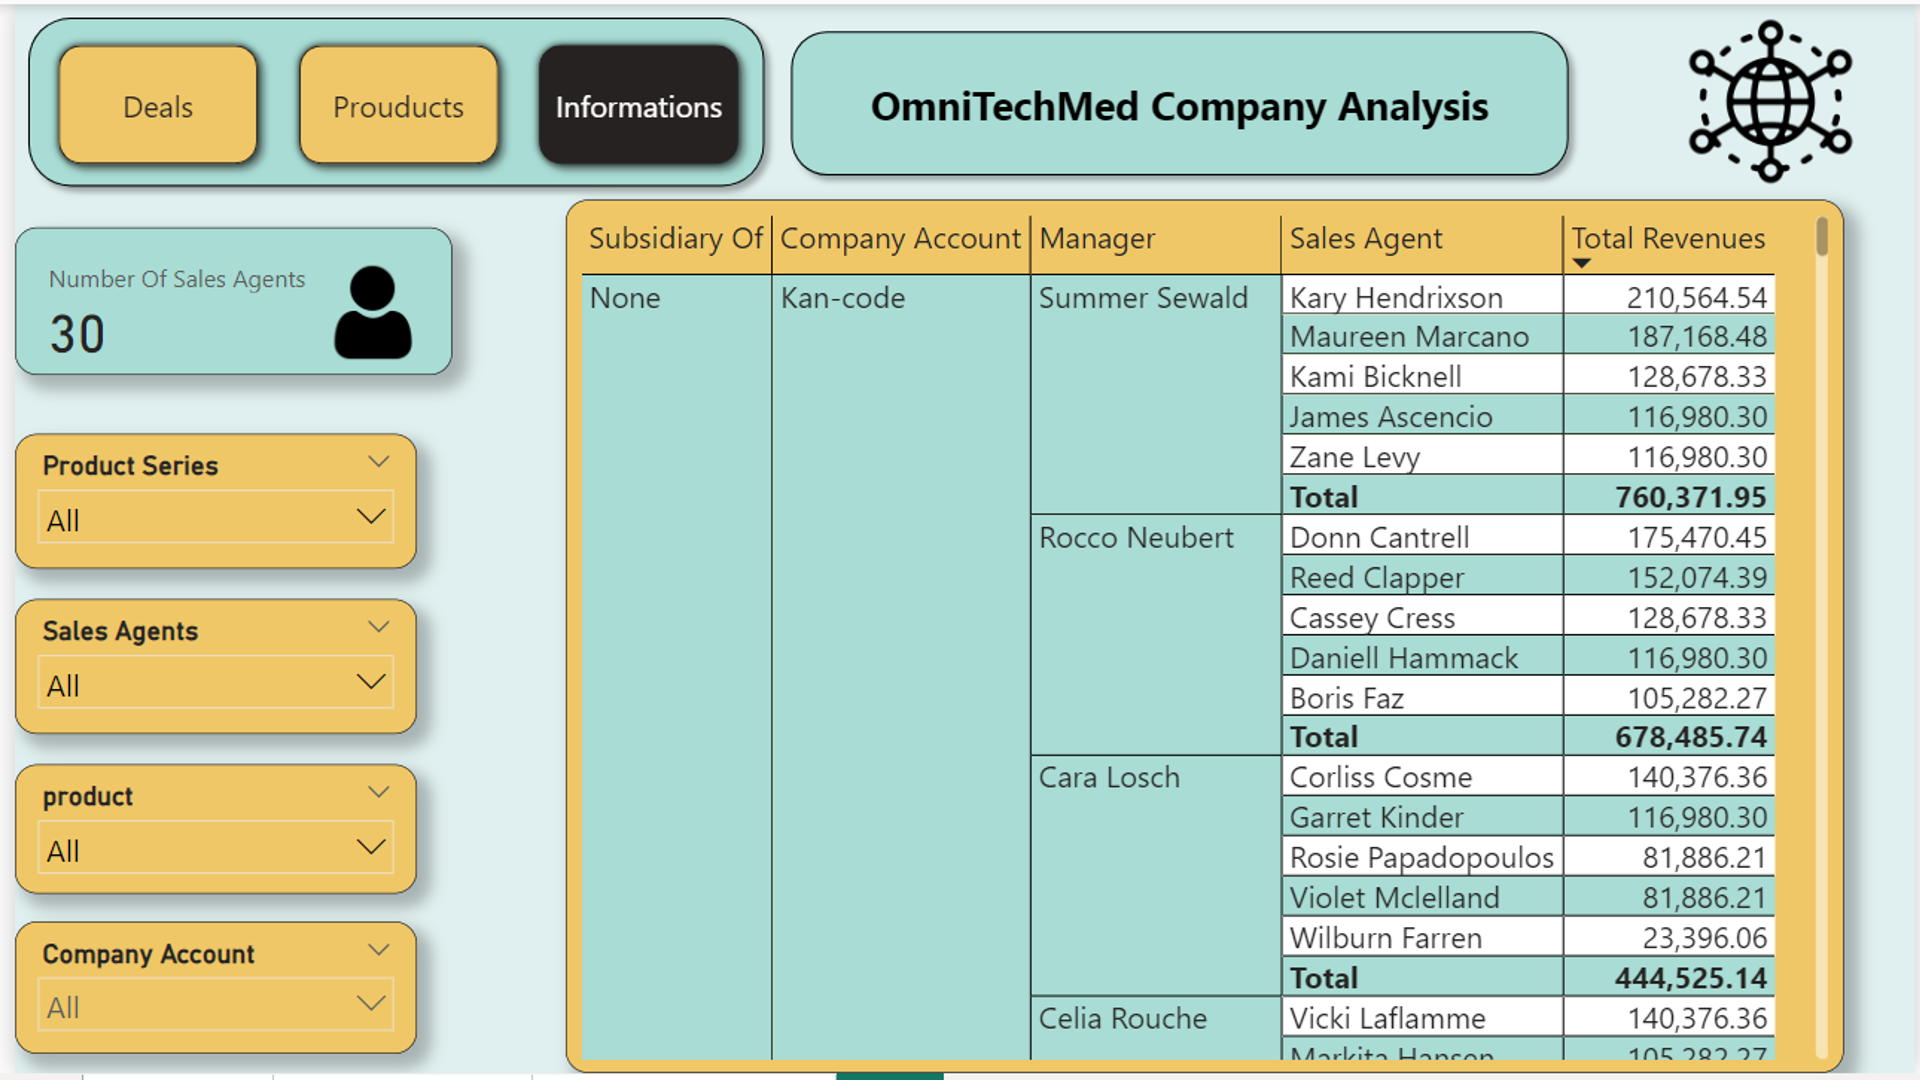 Deals
Prouducts
Informations
OmniTechMed Company Analysis
Number Of Sales Agents
30
Product Series
All
Sales Agents
All
product
All
Company Account
All
Subsidiary Of Company Account Manager Sales Agent Total Revenues
None Kan-code Summer Sewald Kary Hendrixson 210,564.54
Maureen Marcano 187,168.48
Kami Bicknell 128,678.33
James Ascencio 116,980.30
Zane Levy 116,980.30
Total 760,371.95
Rocco Neubert Donn Cantrell 175,470.45
Reed Clapper 152,074.39
Cassey Cress 128,678.33
Daniell Hammack 116,980.30
Boris Faz 105,282.27
Total 678,485.74
Cara Losch Corliss Cosme 140,376.36
Garret Kinder 116,980.30
Rosie Papadopoulos 81,886.21
Violet Mclelland 81,886.21
Wilburn Farren 23,396.06
Total 444,525.14
Celia Rouche Vicki Laflamme 140,376.36
Markita Hansen 105,282.27